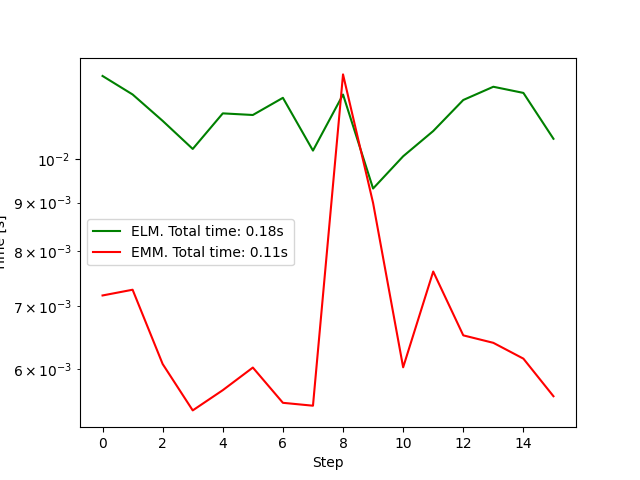 10⁻²
9 × 10⁻³
8 × 10⁻³
7 × 10⁻³
6 × 10⁻³
ELM. Total time: 0.18s
EMM. Total time: 0.11s
0 2 4 6 8 10 12 14
Step